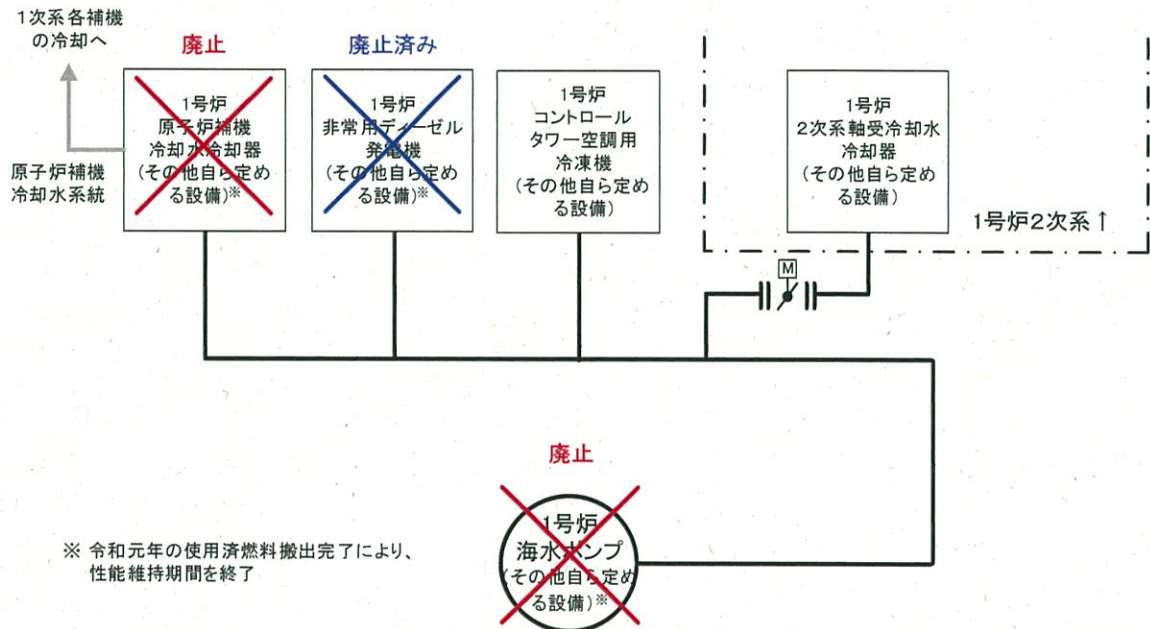 1次系各補機
の冷却へ
廃止
廃止済み
1号炉
原子炉補機
冷却水冷却器
(その他自ら定め
る設備)※
1号炉
非常用ディーゼル
発電機
(その他自ら定め
る設備)※
1号炉
コントロール
タワー空調用
冷凍機
(その他自ら定め
る設備)
1号炉
2次系軸受冷却水
冷却器
(その他自ら定め
る設備)
原子炉補機
冷却水系統
1号炉2次系↑
M
廃止
1号炉
海水ポンプ
(その他自ら定め
る設備)※
※ 令和元年の使用済燃料搬出完了により、
性能維持期間を終了